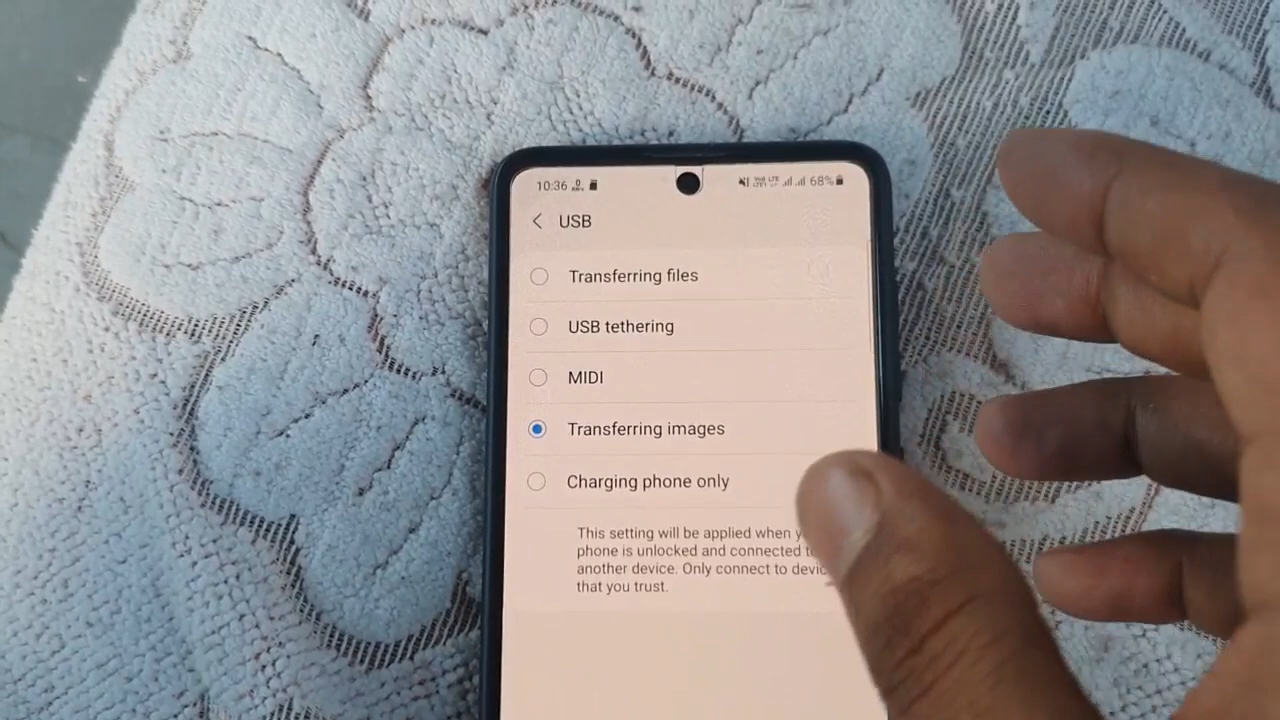 10:36 68%
USB
Transferring files
USB tethering
MIDI
Transferring images
Charging phone only
This setting will be applied when
phone is unlocked and connected
another device. Only connect to
that you trust.